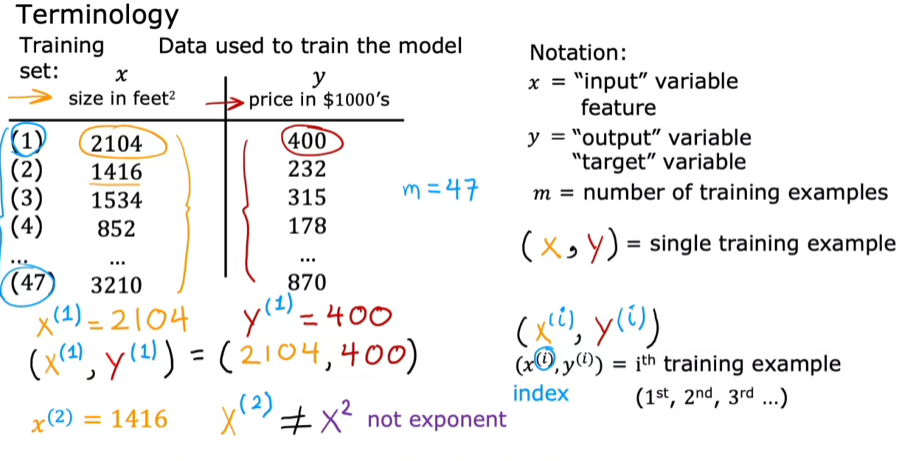 Terminology
Training set: Data used to train the model
x y
size in feet² price in $1000's
(1) 2104 400
(2) 1416 232
(3) 1534 315
(4) 852 178
... ... ...
(47) 3210 870
m = 47
x⁽¹⁾ = 2104 y⁽¹⁾ = 400
(x⁽¹⁾, y⁽¹⁾) = (2104, 400)
x⁽²⁾ = 1416 x⁽²⁾ ≠ x² not exponent
Notation:
x = "input" variable
feature
y = "output" variable
"target" variable
m = number of training examples
(x, y) = single training example
(x⁽ⁱ⁾, y⁽ⁱ⁾)
(x⁽ⁱ⁾, y⁽ⁱ⁾) = iᵗʰ training example
index (1ˢᵗ, 2ⁿᵈ, 3ʳᵈ ...)